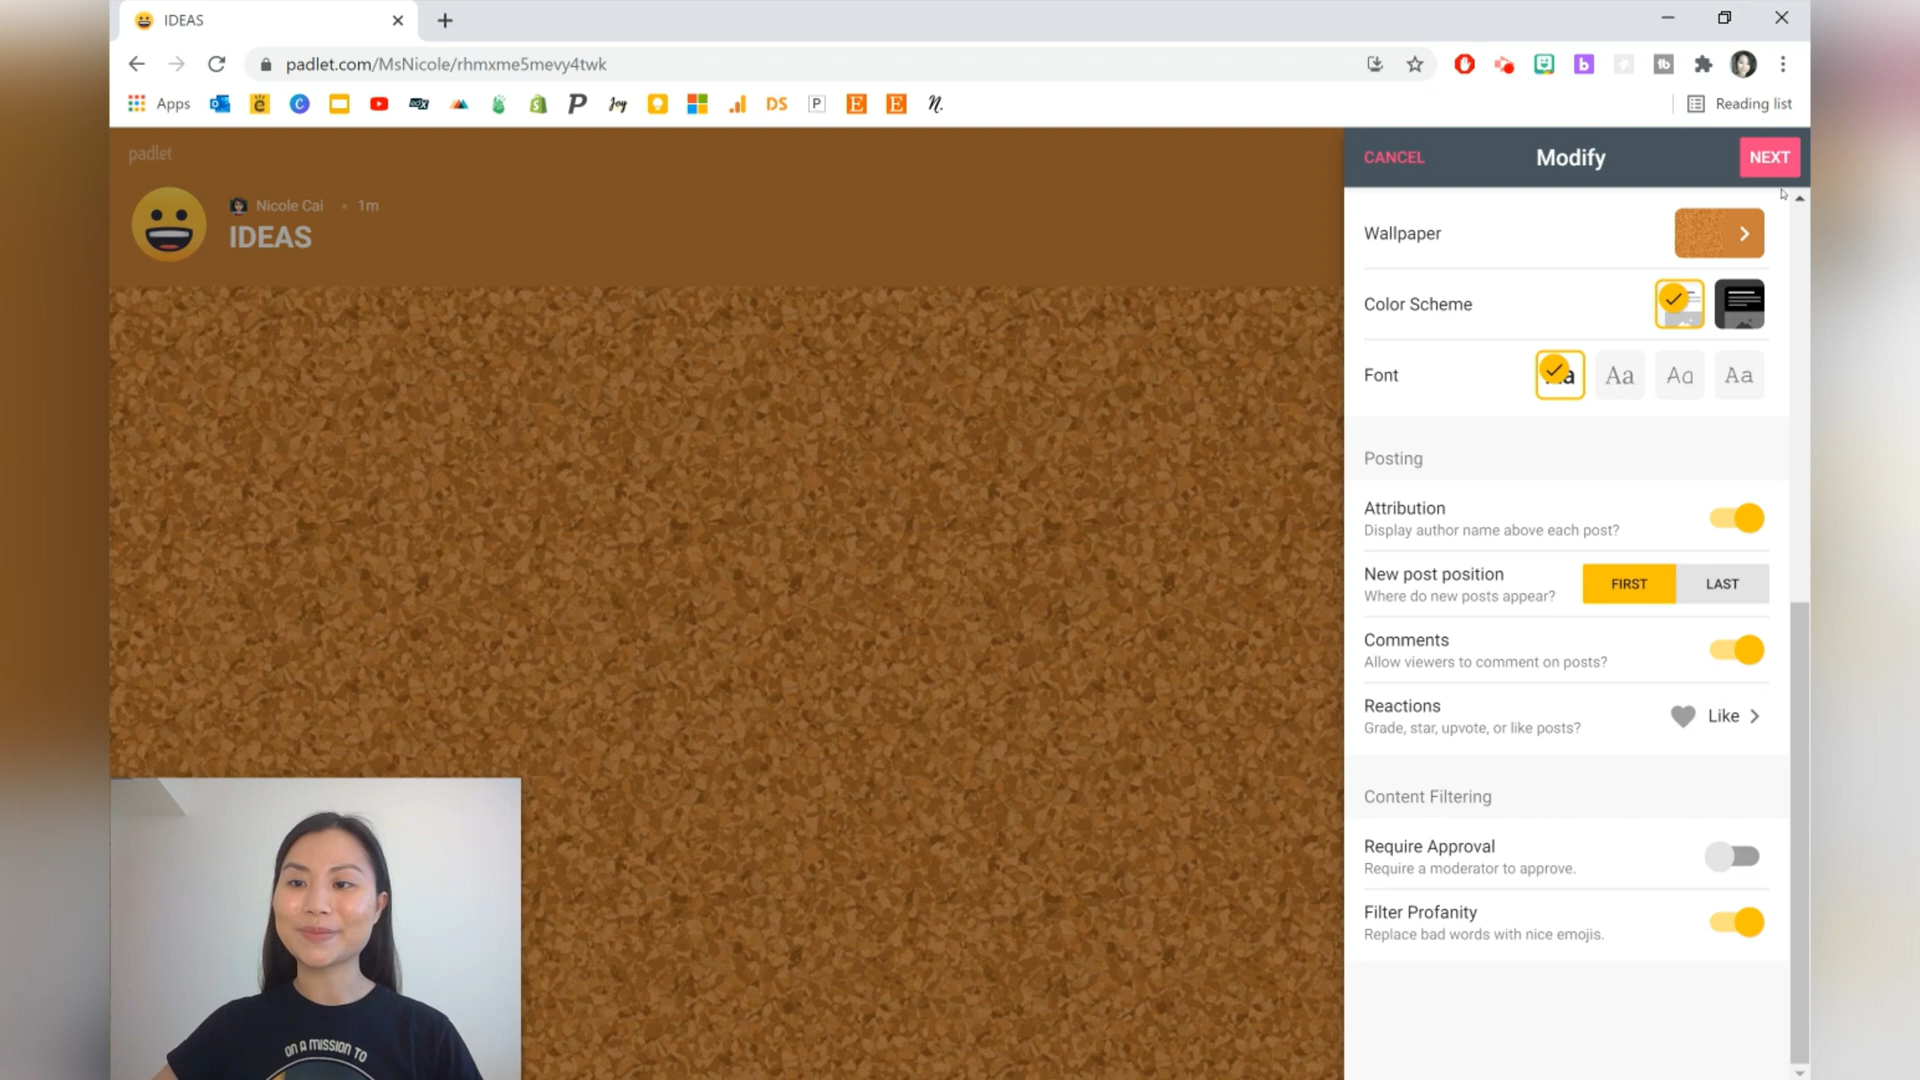 IDEAS
padlet.com/MsNicole/rhmxme5mevy4twk
Apps
Joy
DS
P
E
E
n.
Reading list
padlet
Nicole Cai • 1m
IDEAS
CANCEL
Modify
NEXT
Wallpaper
Color Scheme
Font
Aa
Aa
Aa
Posting
Attribution
Display author name above each post?
New post position
Where do new posts appear?
FIRST
LAST
Comments
Allow viewers to comment on posts?
Reactions
Grade, star, upvote, or like posts?
Like
Content Filtering
Require Approval
Require a moderator to approve.
Filter Profanity
Replace bad words with nice emojis.
ON A MISSION TO